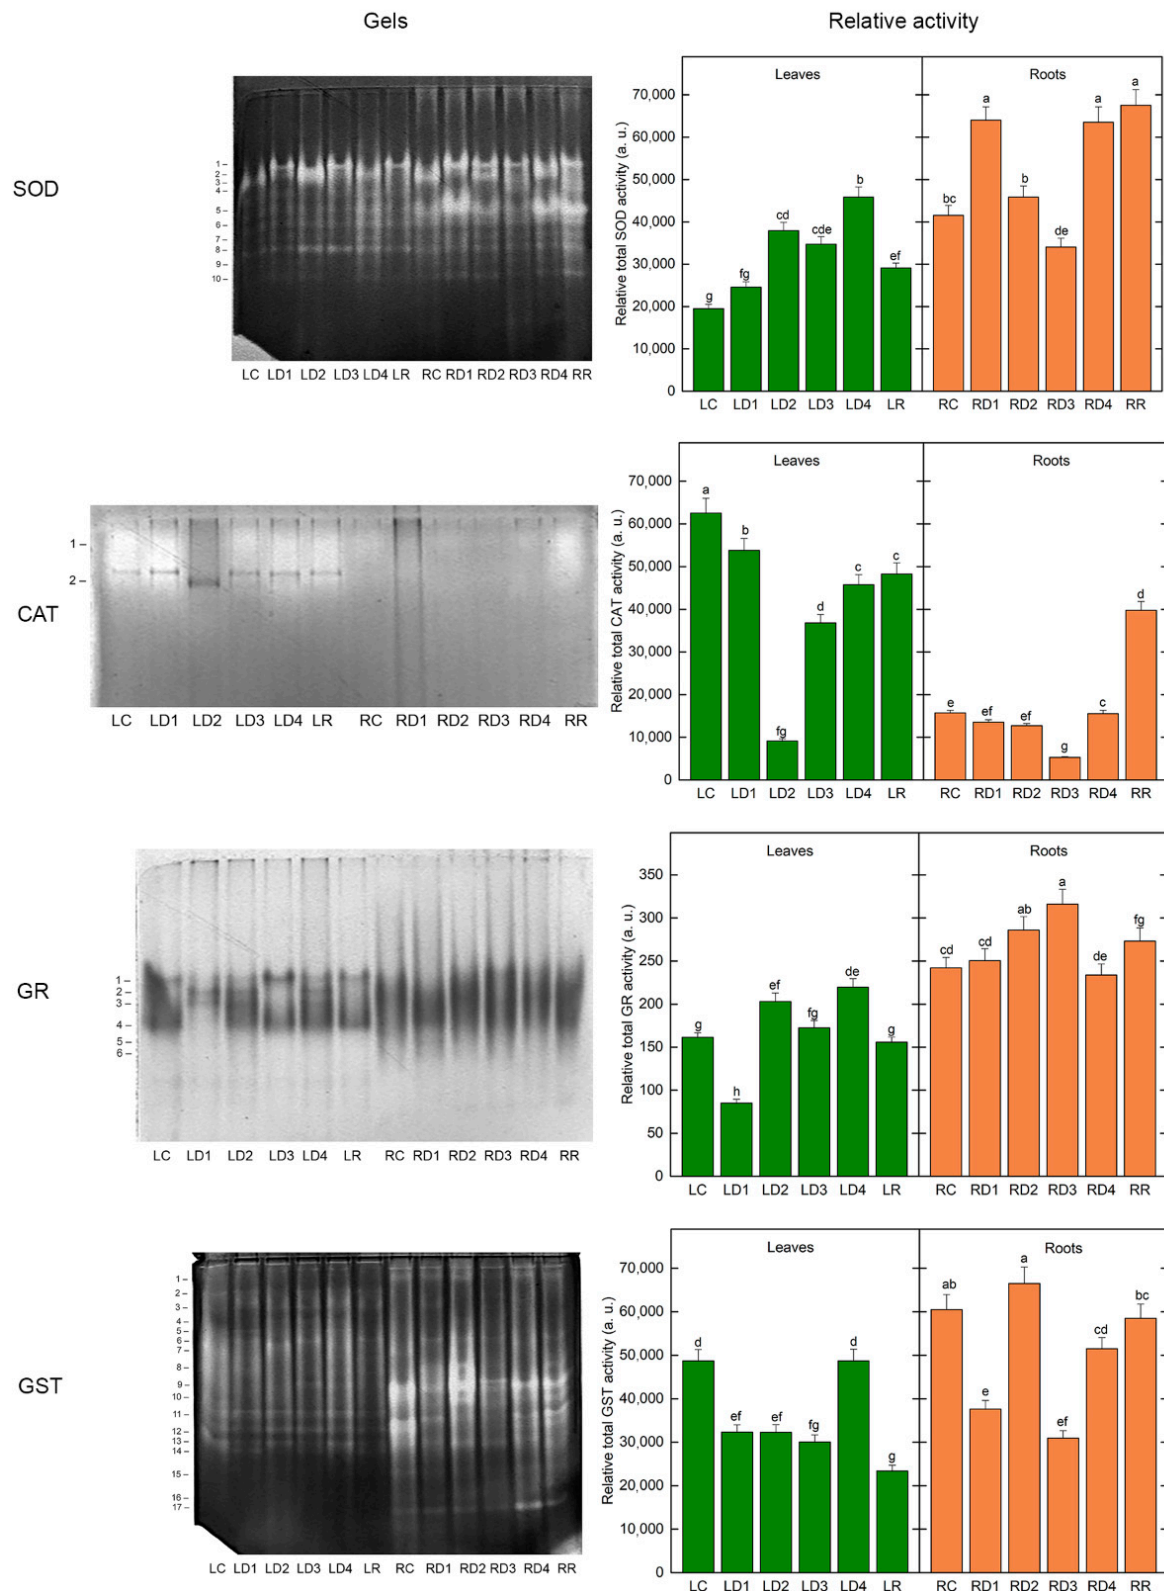 Gels
Relative activity
SOD
1 –
2 –
3 –
4 –
5 –
6 –
7 –
8 –
9 –
10 –
LC LD1 LD2 LD3 LD4 LR RC RD1 RD2 RD3 RD4 RR
Relative total SOD activity (a. u.)
Leaves
Roots
70,000
60,000
50,000
40,000
30,000
20,000
10,000
0
g fg cd cde b ef bc a b de a a
LC LD1 LD2 LD3 LD4 LR RC RD1 RD2 RD3 RD4 RR
CAT
1 –
2 –
LC LD1 LD2 LD3 LD4 LR RC RD1 RD2 RD3 RD4 RR
Relative total CAT activity (a. u.)
Leaves
Roots
70,000
60,000
50,000
40,000
30,000
20,000
10,000
0
a b fg d c c e ef ef g c d
LC LD1 LD2 LD3 LD4 LR RC RD1 RD2 RD3 RD4 RR
GR
1 –
2 –
3 –
4 –
5 –
6 –
LC LD1 LD2 LD3 LD4 LR RC RD1 RD2 RD3 RD4 RR
Relative total GR activity (a. u.)
Leaves
Roots
350
300
250
200
150
100
50
0
g h ef fg de g cd cd ab a de fg
LC LD1 LD2 LD3 LD4 LR RC RD1 RD2 RD3 RD4 RR
GST
1 –
2 –
3 –
4 –
5 –
6 –
7 –
8 –
9 –
10 –
11 –
12 –
13 –
14 –
15 –
16 –
17 –
LC LD1 LD2 LD3 LD4 LR RC RD1 RD2 RD3 RD4 RR
Relative total GST activity (a. u.)
Leaves
Roots
70,000
60,000
50,000
40,000
30,000
20,000
10,000
0
d ef ef fg d g ab e a ef cd bc
LC LD1 LD2 LD3 LD4 LR RC RD1 RD2 RD3 RD4 RR